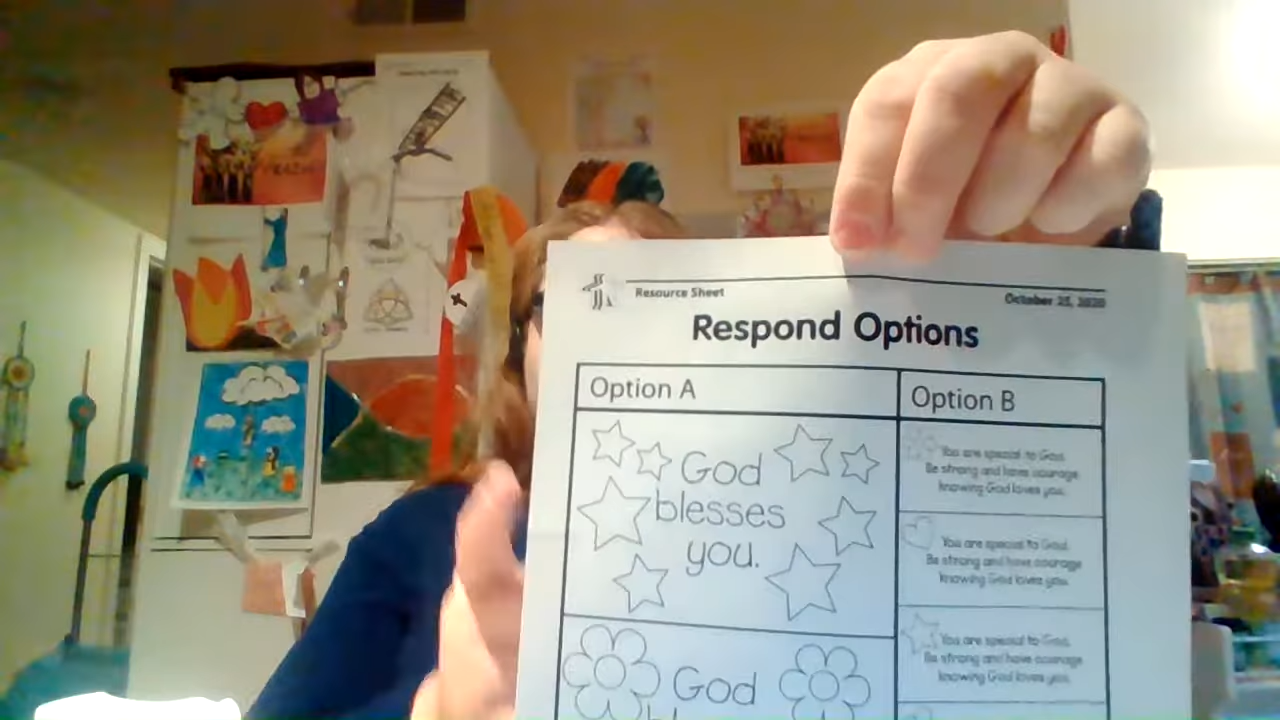 Resource Sheet
October 25, 2020
Respond Options
Option A
Option B
God
blesses
you.
You are special to God.
Be strong and have courage
knowing God loves you.
You are special to God.
Be strong and have courage
knowing God loves you.
You are special to God.
Be strong and have courage
knowing God loves you.
God